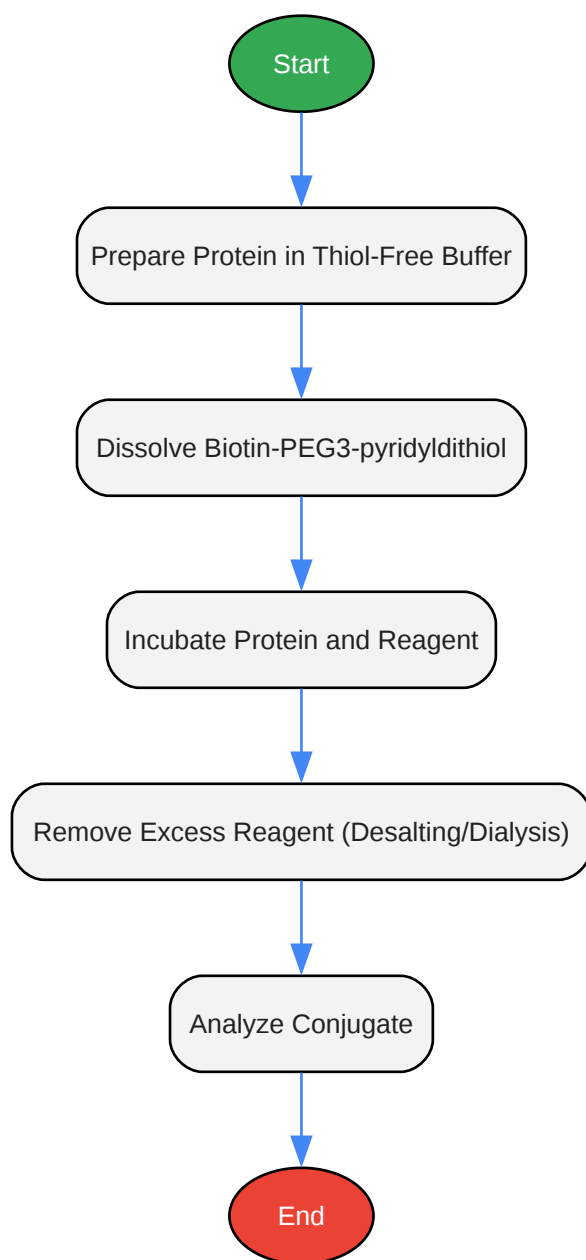 Start
Prepare Protein in Thiol-Free Buffer
Dissolve Biotin-PEG3-pyridyldithiol
Incubate Protein and Reagent
Remove Excess Reagent (Desalting/Dialysis)
Analyze Conjugate
End